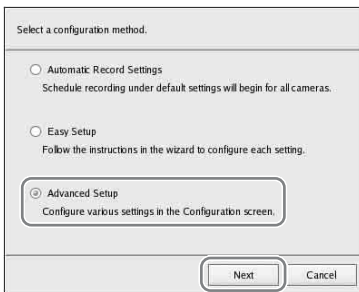 Select a configuration method.
Automatic Record Settings
Schedule recording under default settings will begin for all cameras.
Easy Setup
Follow the instructions in the wizard to configure each setting.
Advanced Setup
Configure various settings in the Configuration screen.
Next Cancel